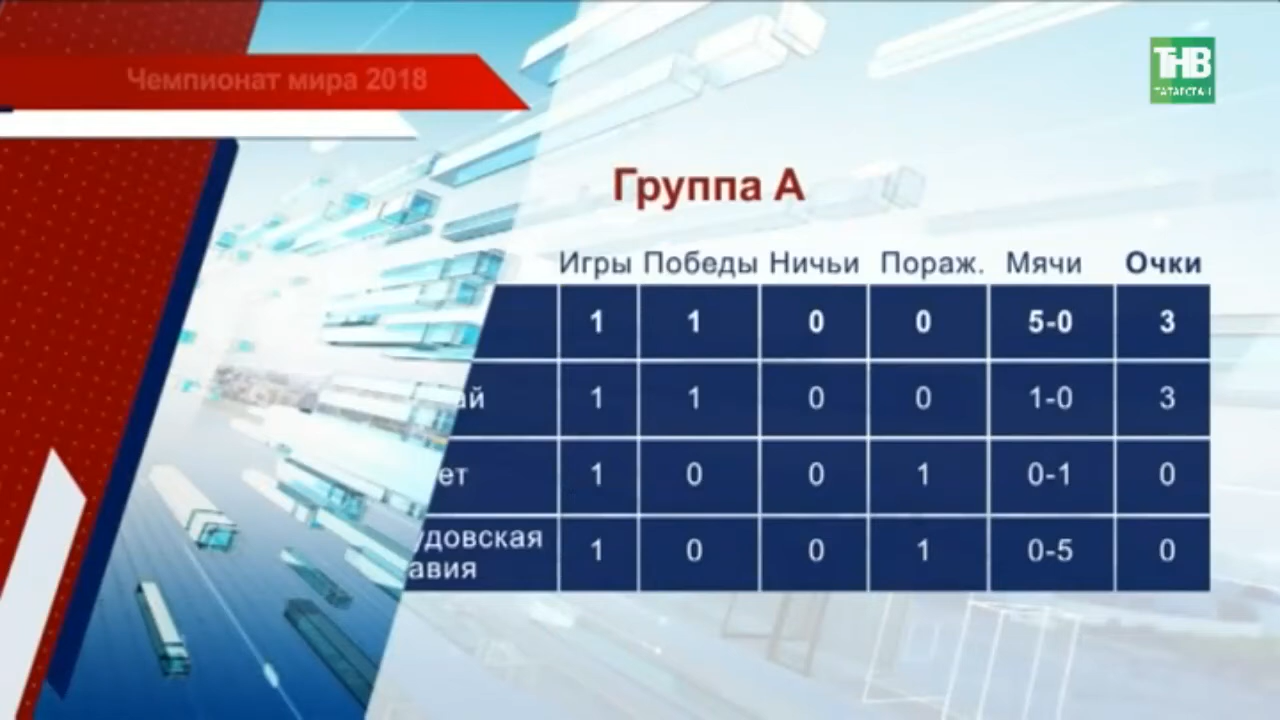 Чемпионат мира 2018
ТНВ
ТАТАРСТАН
Группа А
Игры Победы Ничьи Пораж. Мячи Очки
1 1 0 0 5-0 3
ай 1 1 0 0 1-0 3
ет 1 0 0 1 0-1 0
удовская
авия 1 0 0 1 0-5 0